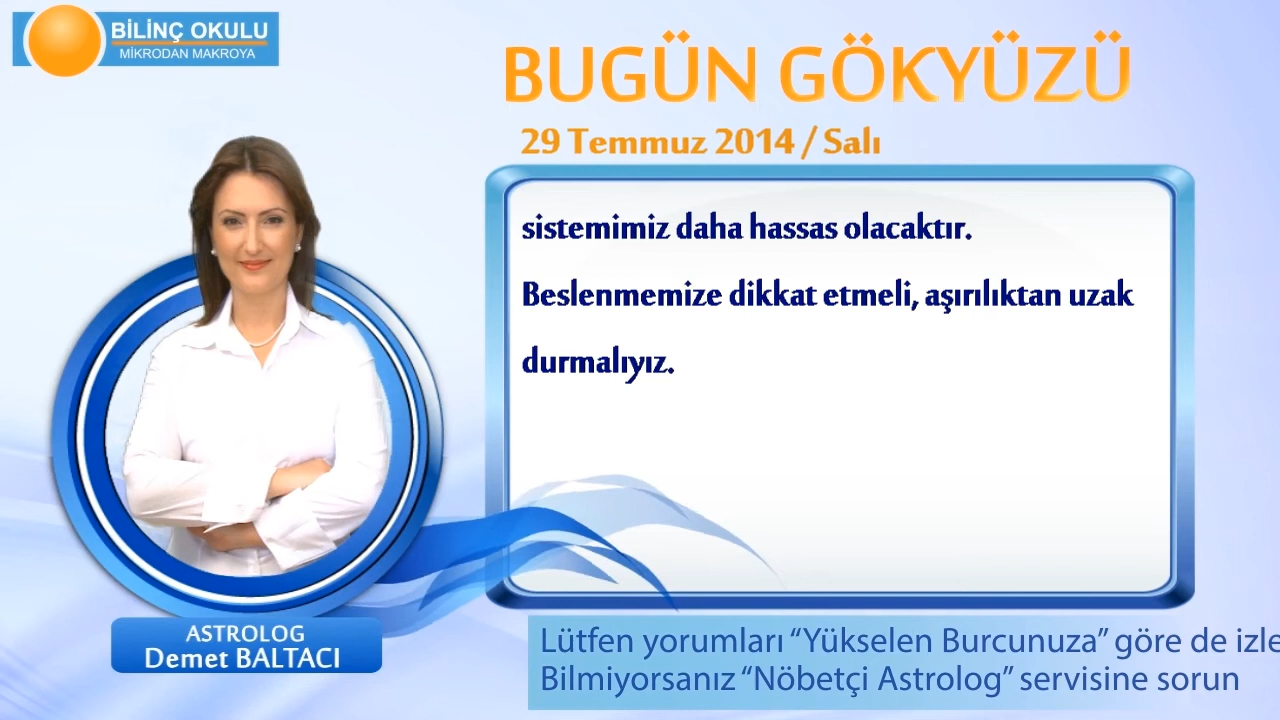 BİLİNÇ OKULU
MİKRODAN MAKROYA
BUGÜN GÖKYÜZÜ
29 Temmuz 2014 / Salı
sistemimiz daha hassas olacaktır.
Beslenmemize dikkat etmeli, aşırılıktan uzak
durmalıyız.
ASTROLOG
Demet BALTACI
Lütfen yorumları “Yükselen Burcunuza” göre de izle
Bilmiyorsanız “Nöbetçi Astrolog” servisine sorun